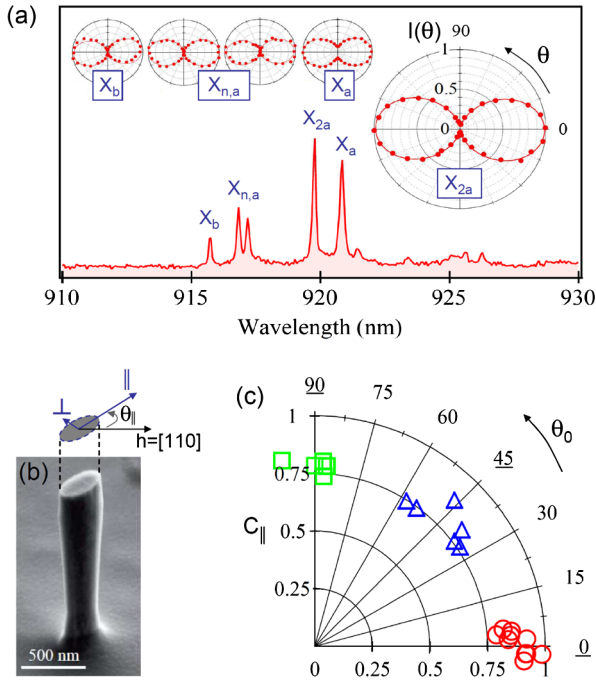 (a)
I(θ) 90
1
θ
0.5
0
0
X2a
Xb
Xn,a
Xa
X2a
Xa
Xn,a
Xb
910 915 920 925 930
Wavelength (nm)
∥
⊥
θ∥
h=[110]
(b)
500 nm
(c)
90
75
60
θ0
45
30
15
0
1
0.75
C∥
0.5
0.25
0 0.25 0.5 0.75 1